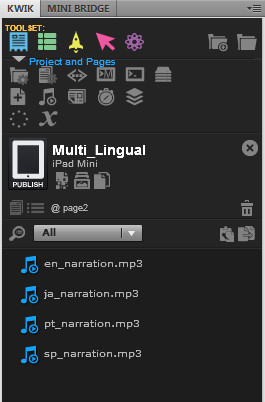 KWIK MINI BRIDGE
TOOLSET:
Project and Pages
Multi_Lingual
iPad Mini
PUBLISH
@ page2
All
en_narration.mp3
ja_narration.mp3
pt_narration.mp3
sp_narration.mp3